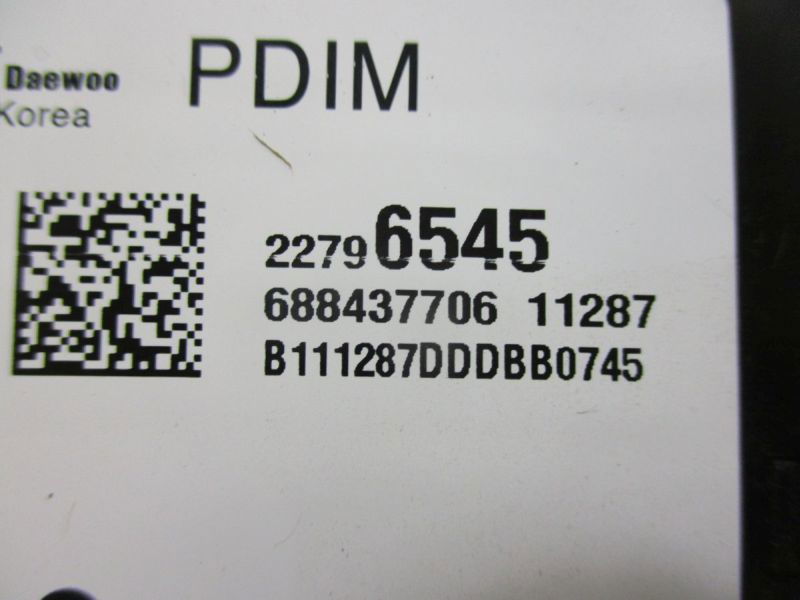 Daewoo
Korea
PDIM
22796545
688437706 11287
B111287DDDBB0745